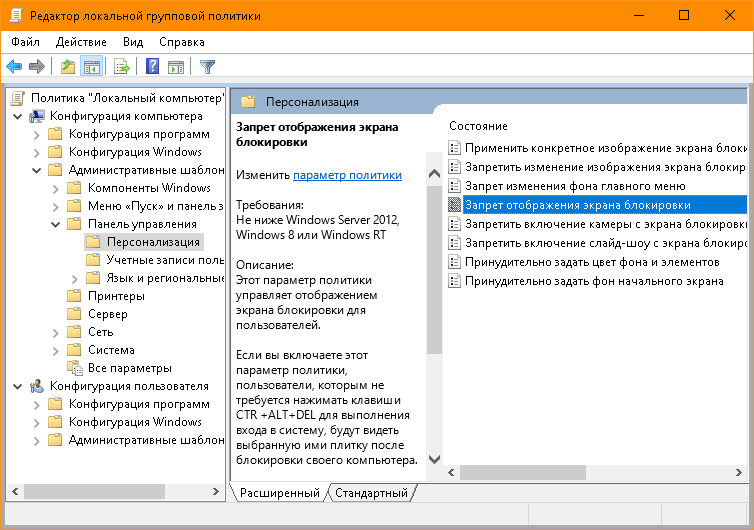 Редактор локальной групповой политики
Файл Действие Вид Справка
Политика "Локальный компьютер"
Конфигурация компьютера
Конфигурация программ
Конфигурация Windows
Административные шаблон
Компоненты Windows
Меню «Пуск» и панель з
Панель управления
Персонализация
Учетные записи поль
Язык и региональные
Принтеры
Сервер
Сеть
Система
Все параметры
Конфигурация пользователя
Конфигурация программ
Конфигурация Windows
Административные шаблон
Персонализация
Запрет отображения экрана
блокировки
Изменить параметр политики
Требования:
Не ниже Windows Server 2012,
Windows 8 или Windows RT
Описание:
Этот параметр политики
управляет отображением
экрана блокировки для
пользователей.
Если вы включаете этот
параметр политики,
пользователи, которым не
требуется нажимать клавиши
CTR +ALT+DEL для выполнения
входа в систему, будут видеть
выбранную ими плитку после
блокировки своего компьютера.
Состояние
Применить конкретное изображение экрана блоки
Запретить изменение изображения экрана блокир
Запрет изменения фона главного меню
Запрет отображения экрана блокировки
Запретить включение камеры с экрана блокировк
Запретить включение слайд-шоу с экрана блокиро
Принудительно задать цвет фона и элементов
Принудительно задать фон начального экрана
Расширенный Стандартный